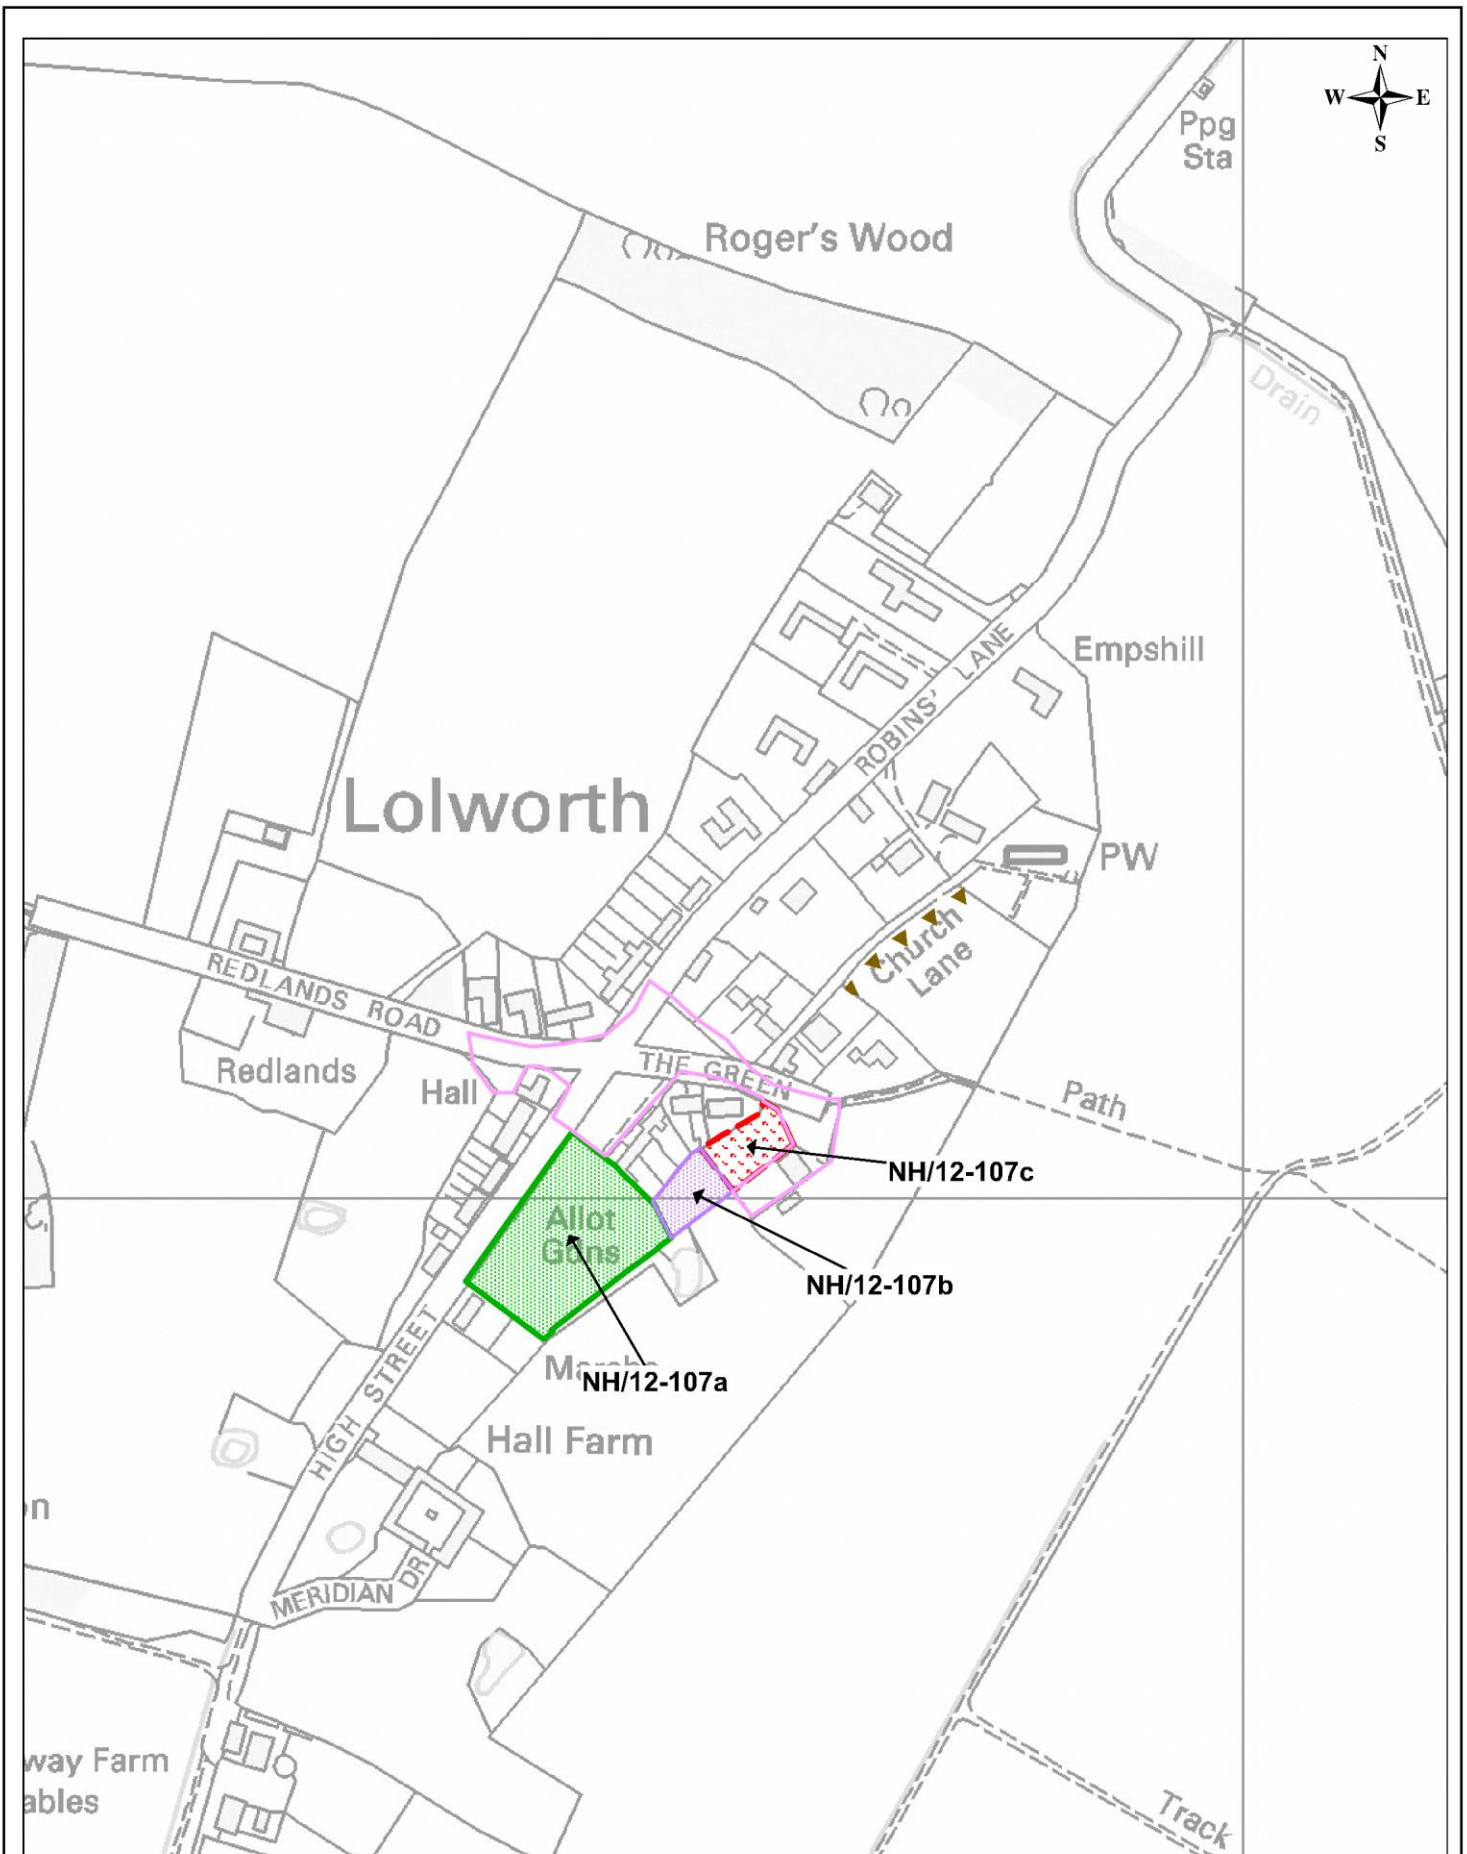 N
W E
S
Ppg
Sta
Roger's Wood
Drain
ROBINS' LANE
Empshill
Lolworth
PW
Church
Lane
REDLANDS ROAD
THE GREEN
Redlands
Hall
Path
NH/12-107c
Allot
Gdns
NH/12-107b
NH/12-107a
HIGH STREET
Hall Farm
n
MERIDIAN DR
way Farm
ables
Track